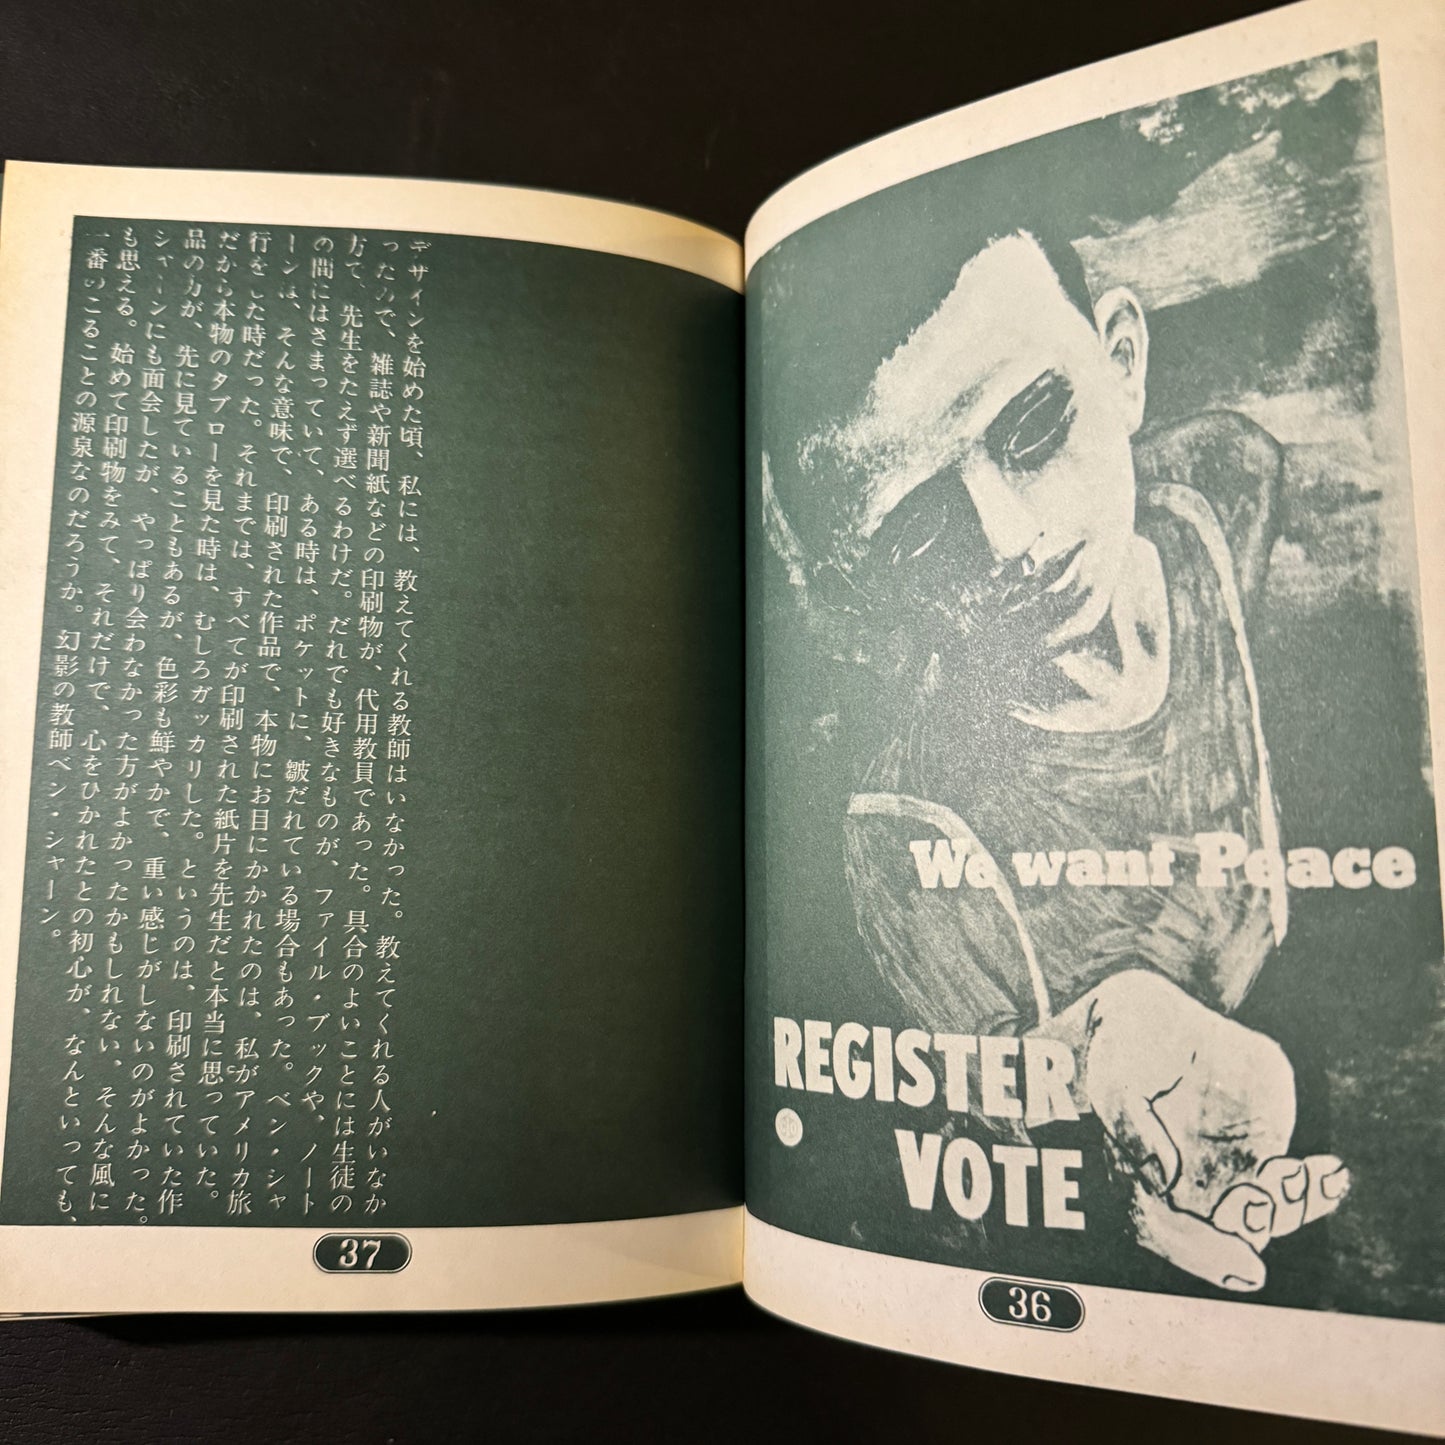 We want Peace
REGISTER
VOTE
36
デザインを始めた頃、私には、教えてくれる教師はいなかった。教えてくれる人がいなか
ったので、雑誌や新聞紙などの印刷物が、代用教員であった。具合のよいことには生徒の
方で、先生をたえず選べるわけだ。だれでも好きなものが、ファイル・ブックや、ノート
の間にはさまっていて、ある時は、ポケットに、皺だれている場合もあった。ベン・シャ
ーンは、そんな意味で、印刷された作品で、本物にお目にかかれたのは、私がアメリカ旅
行をした時だった。それまでは、すべてが印刷された紙片を先生だと本当に思っていた。
だから本物のタブローを見た時は、むしろガッカリした。というのは、印刷されていた作
品の方が、先に見ていることもあるが、色彩も鮮やかで、重い感じがしないのがよかった。
シャーンにも面会したが、やっぱり会わなかった方がよかったかもしれない、そんな風に
も思える。始めて印刷物をみて、それだけで、心をひかれたとの初心が、なんといっても、
一番のこることの源泉なのだろうか。幻影の教師ベン・シャーン。
37